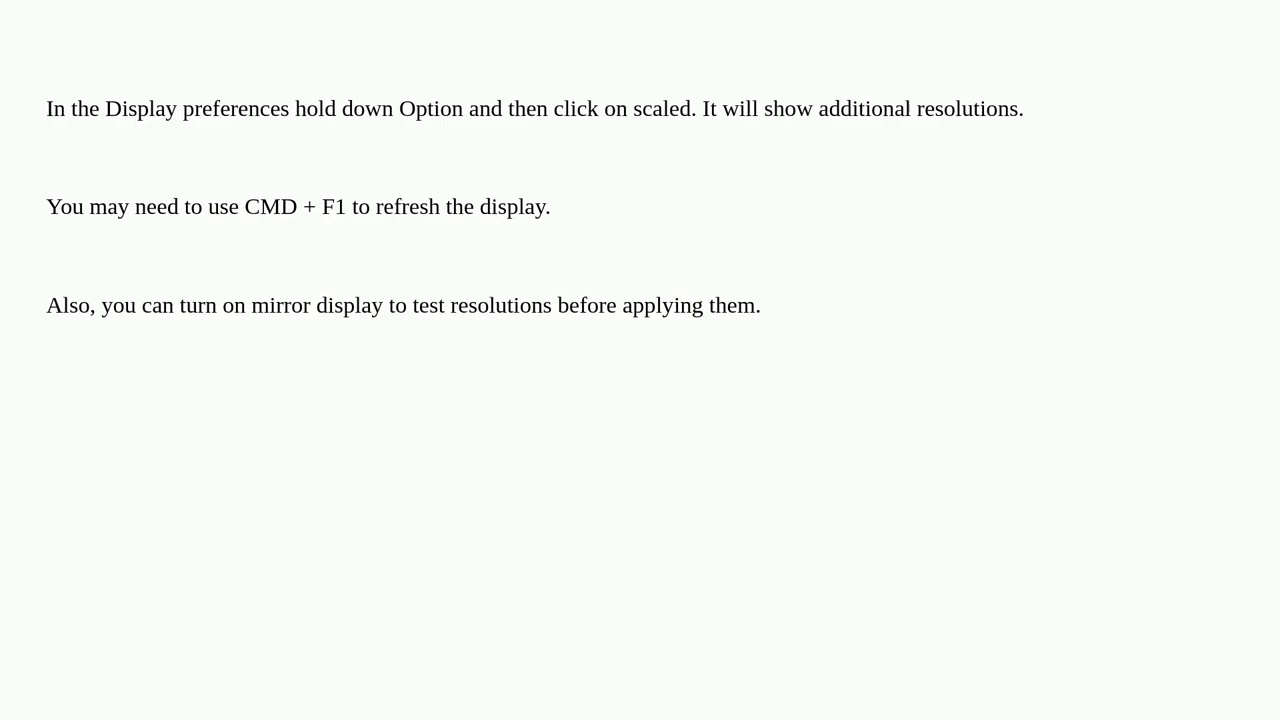 In the Display preferences hold down Option and then click on scaled. It will show additional resolutions.
You may need to use CMD + F1 to refresh the display.
Also, you can turn on mirror display to test resolutions before applying them.